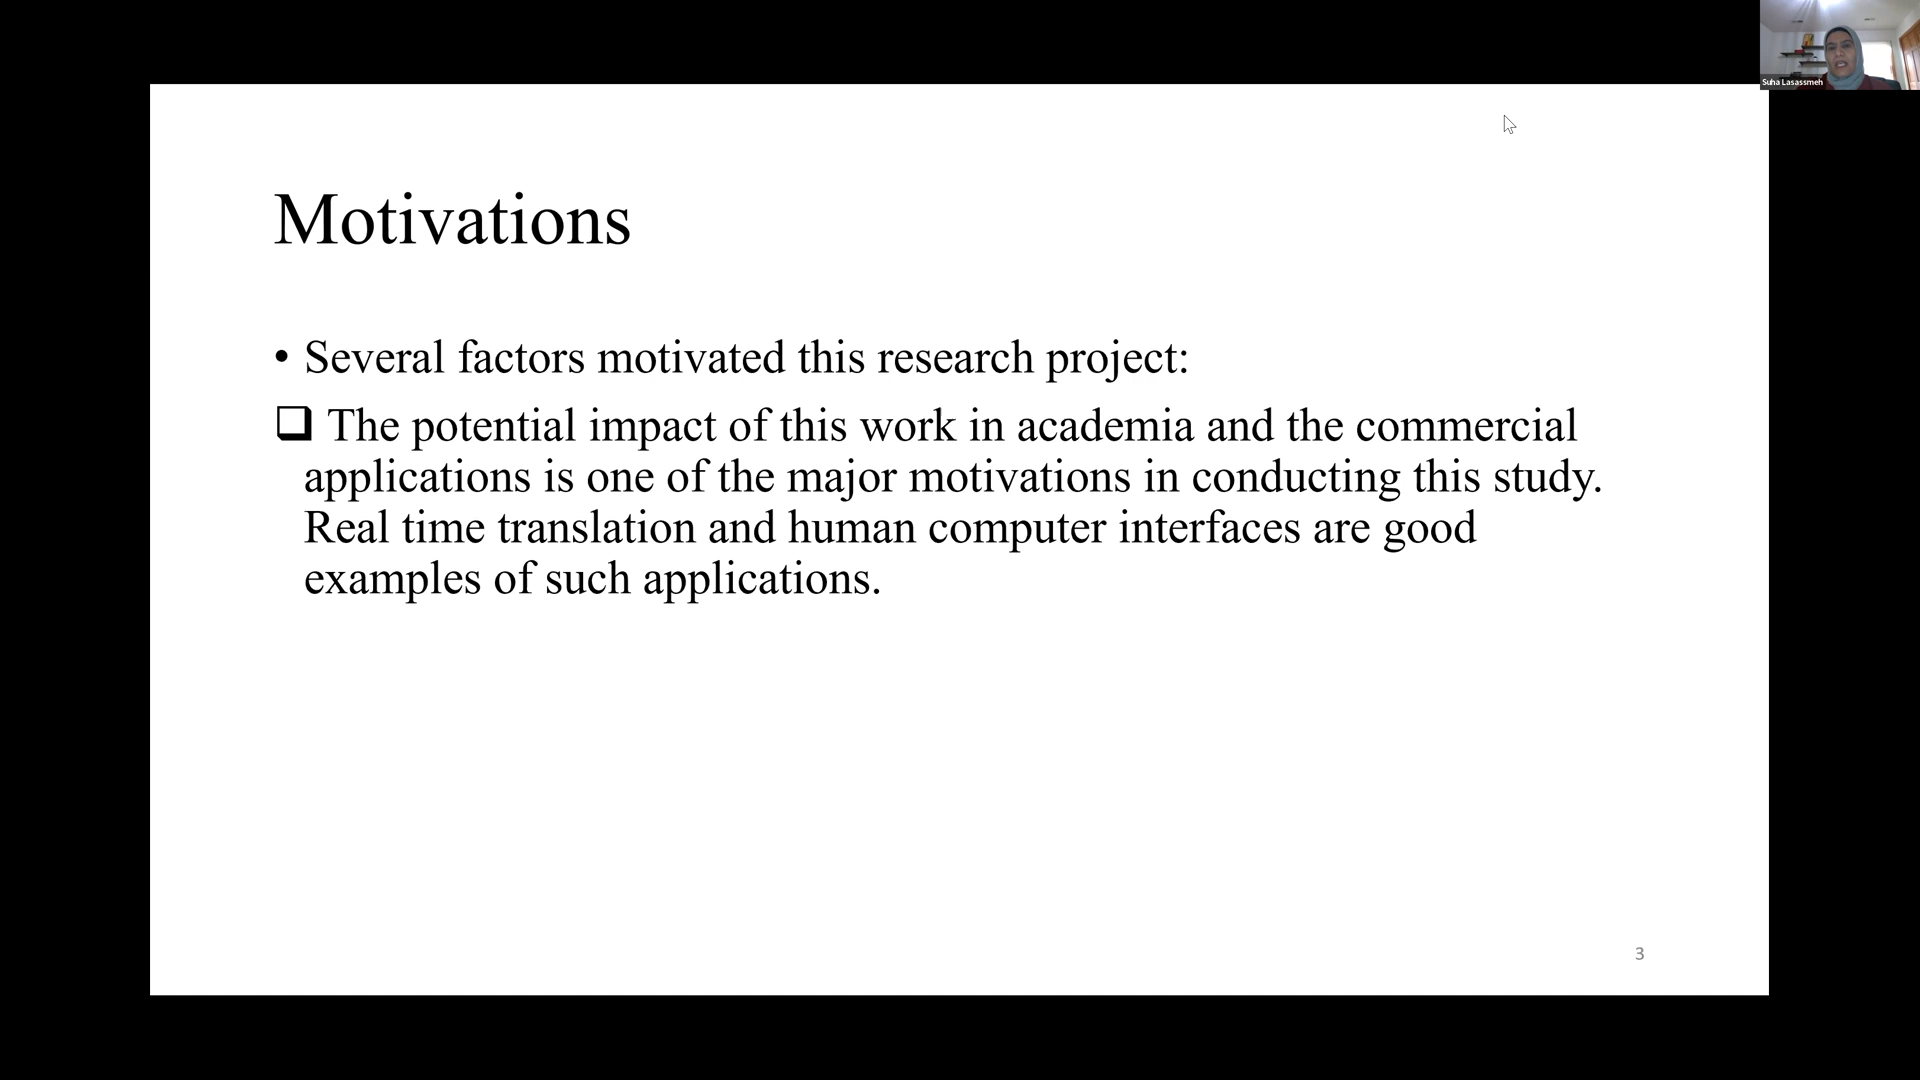 Suha Lasassmeh
Motivations
• Several factors motivated this research project:
❑ The potential impact of this work in academia and the commercial
applications is one of the major motivations in conducting this study.
Real time translation and human computer interfaces are good
examples of such applications.
3